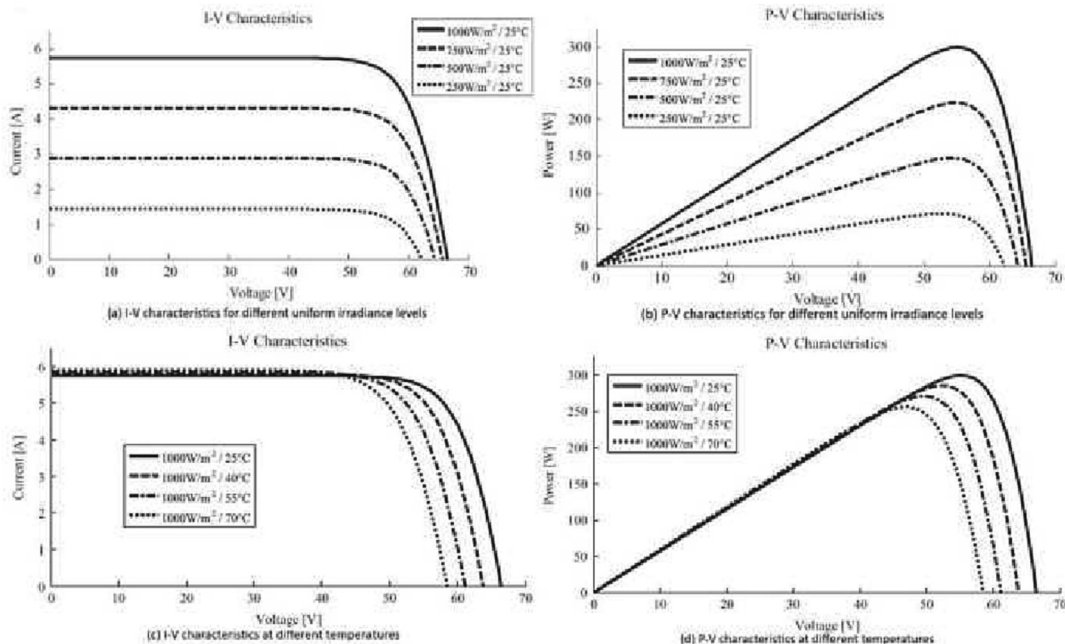 I-V Characteristics
6
5
4
3
2
1
0
0 10 20 30 40 50 60 70
Current [A]
Voltage [V]
1000W/m² / 25°C
750W/m² / 25°C
500W/m² / 25°C
250W/m² / 25°C
(a) I-V characteristics for different uniform irradiance levels
P-V Characteristics
300
250
200
150
100
50
0
0 10 20 30 40 50 60 70
Power [W]
Voltage [V]
1000W/m² / 25°C
750W/m² / 25°C
500W/m² / 25°C
250W/m² / 25°C
(b) P-V characteristics for different uniform irradiance levels
I-V Characteristics
6
5
4
3
2
1
0
0 10 20 30 40 50 60 70
Current [A]
Voltage [V]
1000W/m² / 25°C
1000W/m² / 40°C
1000W/m² / 55°C
1000W/m² / 70°C
(c) I-V characteristics at different temperatures
P-V Characteristics
300
250
200
150
100
50
0
0 10 20 30 40 50 60 70
Power [W]
Voltage [V]
1000W/m² / 25°C
1000W/m² / 40°C
1000W/m² / 55°C
1000W/m² / 70°C
(d) P-V characteristics at different temperatures